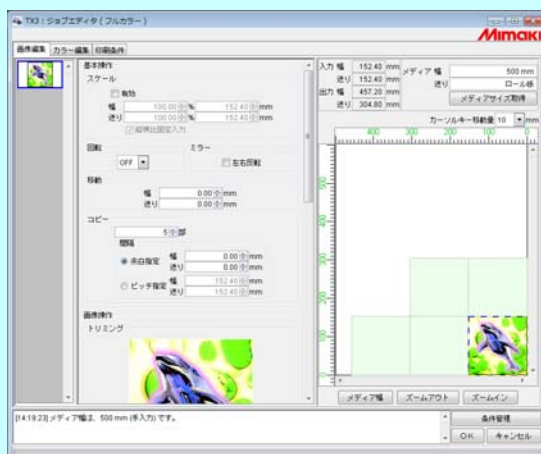 TX3：ジョブエディタ（フルカラー）
Mimaki
画像編集 カラー編集 印刷条件
基本操作
スケール
有効
幅 100.00 % 152.40 mm
送り 100.00 % 152.40 mm
縦横比固定入力
回転 ミラー
OFF 左右反転
移動
幅 0.00 mm
送り 0.00 mm
コピー
5 部
間隔
余白指定 幅 0.00 mm
送り 0.00 mm
ピッチ指定 幅 152.40 mm
送り 152.40 mm
画像操作
トリミング
入力 幅 152.40 mm
送り 152.40 mm
出力 幅 457.20 mm
送り 304.80 mm
メディア 幅 500 mm
送り ロール紙
メディアサイズ取得
カーソルキー移動量 10 mm
400 300 200 100 0
500
400
300
200
100
0
メディア幅 ズームアウト ズームイン
[14:19:23] メディア幅は、500 mm (手入力) です。
条件管理
OK キャンセル